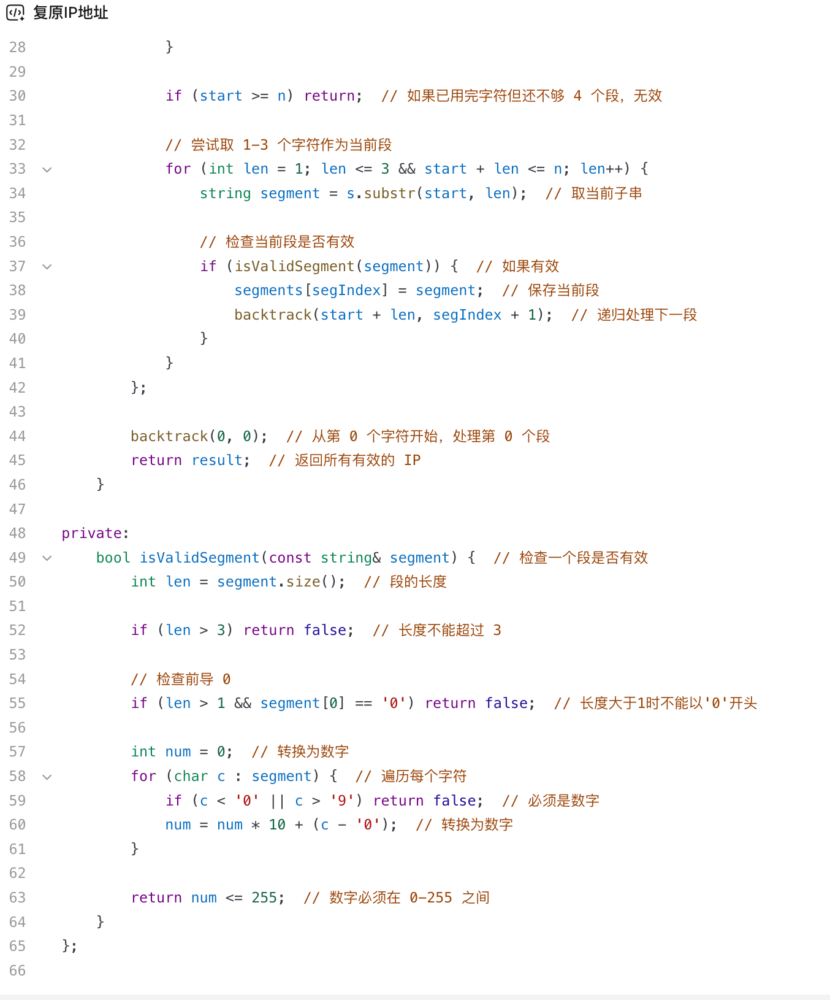 复原IP地址
28 }
29
30 if (start >= n) return;  // 如果已用完字符但还不够 4 个段，无效
31
32 // 尝试取 1-3 个字符作为当前段
33 for (int len = 1; len <= 3 && start + len <= n; len++) {
34 string segment = s.substr(start, len);  // 取当前子串
35
36 // 检查当前段是否有效
37 if (isValidSegment(segment)) {  // 如果有效
38 segments[segIndex] = segment;  // 保存当前段
39 backtrack(start + len, segIndex + 1);  // 递归处理下一段
40 }
41 }
42 };
43
44 backtrack(0, 0);  // 从第 0 个字符开始，处理第 0 个段
45 return result;  // 返回所有有效的 IP
46 }
47
48 private:
49 bool isValidSegment(const string& segment) {  // 检查一个段是否有效
50 int len = segment.size();  // 段的长度
51
52 if (len > 3) return false;  // 长度不能超过 3
53
54 // 检查前导 0
55 if (len > 1 && segment[0] == '0') return false;  // 长度大于1时不能以'0'开头
56
57 int num = 0;  // 转换为数字
58 for (char c : segment) {  // 遍历每个字符
59 if (c < '0' || c > '9') return false;  // 必须是数字
60 num = num * 10 + (c - '0');  // 转换为数字
61 }
62
63 return num <= 255;  // 数字必须在 0-255 之间
64 }
65 };
66